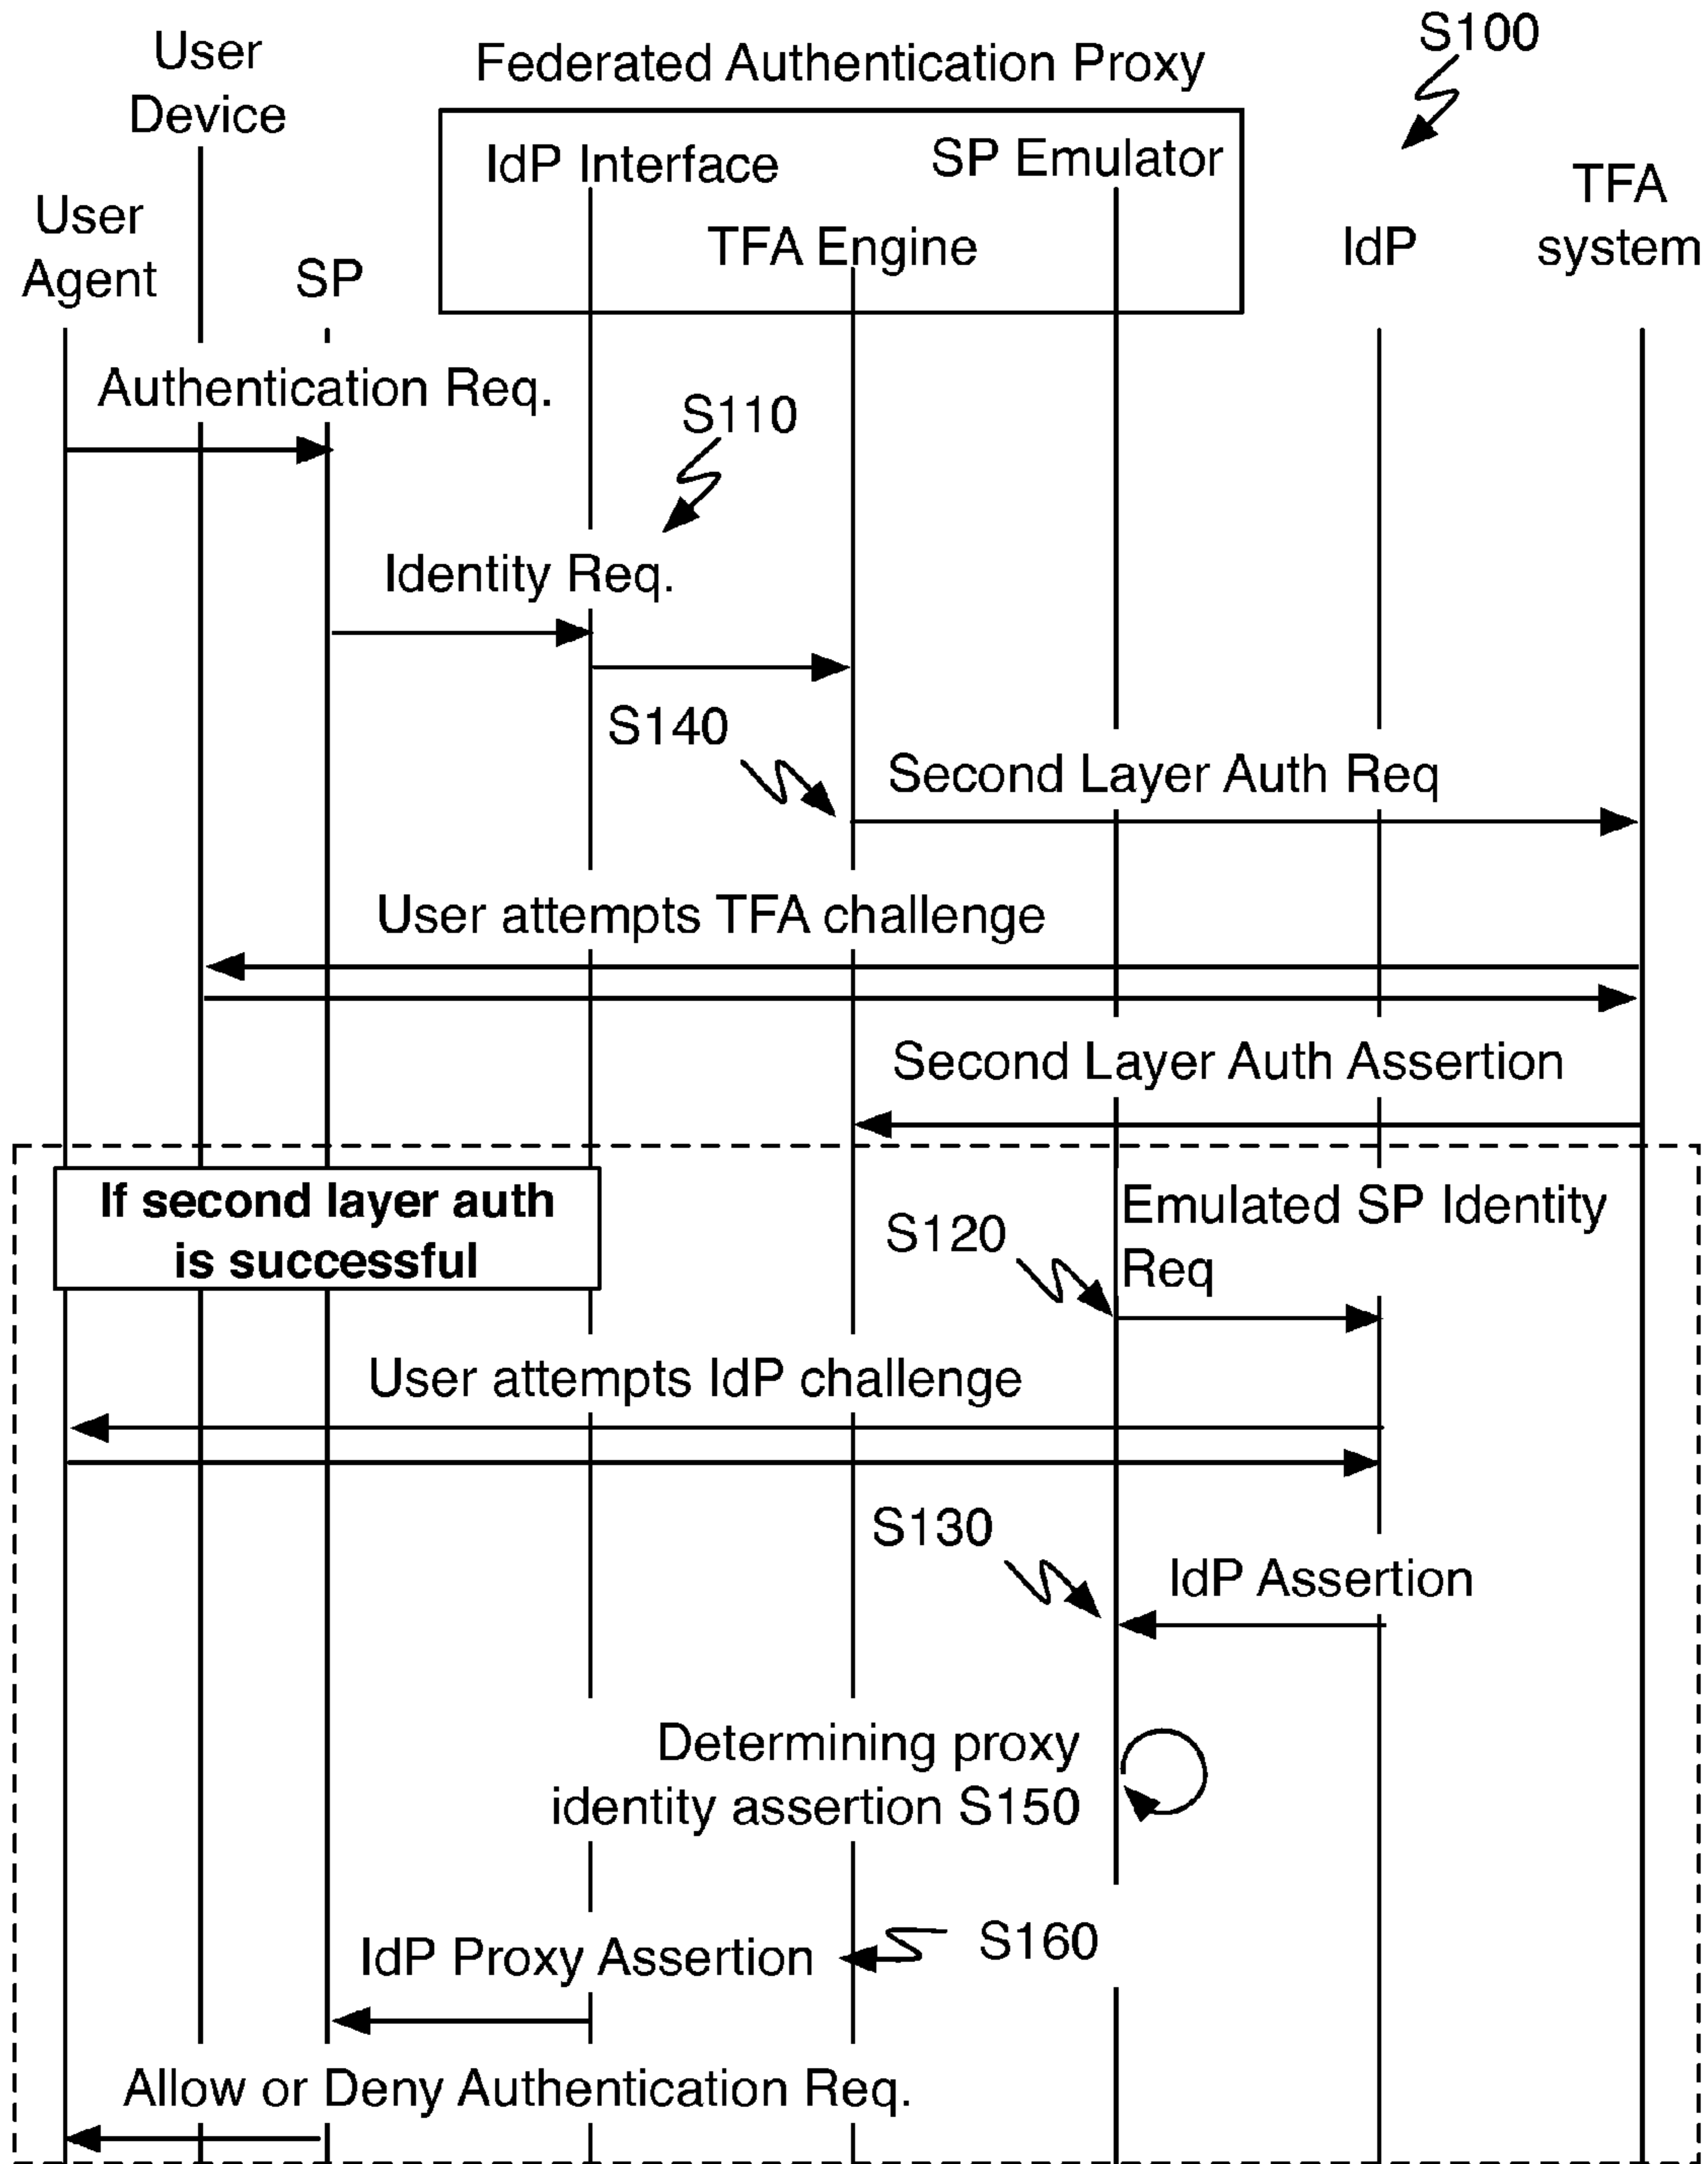 S100
User
Device
Federated Authentication Proxy
IdP Interface
SP Emulator
TFA
system
User
Agent
SP
TFA Engine
IdP
Authentication Req.
S110
Identity Req.
S140
Second Layer Auth Req
User attempts TFA challenge
Second Layer Auth Assertion
If second layer auth
is successful
S120
Emulated SP Identity
Req
User attempts IdP challenge
S130
IdP Assertion
Determining proxy
identity assertion S150
IdP Proxy Assertion
S160
Allow or Deny Authentication Req.